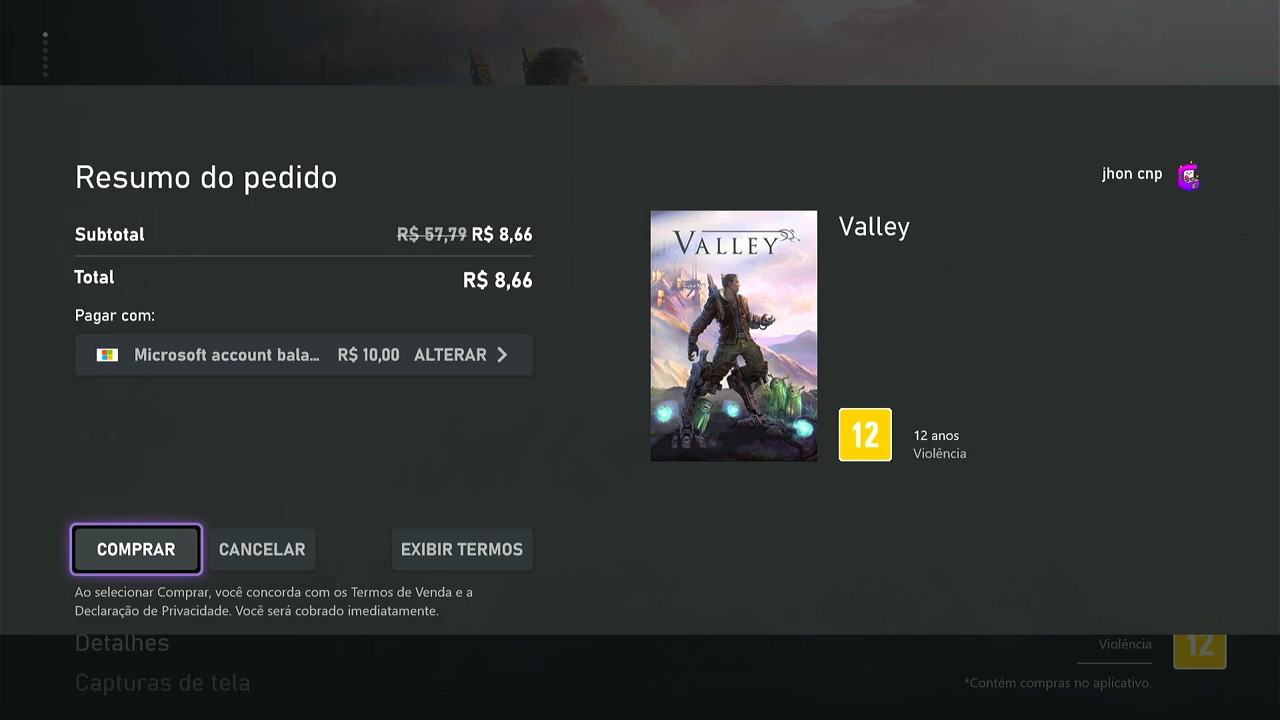 Resumo do pedido
jhon cnp
Subtotal R$ 57,79 R$ 8,66
Total R$ 8,66
Pagar com:
Microsoft account bala... R$ 10,00 ALTERAR
VALLEY
Valley
12
12 anos
Violência
COMPRAR CANCELAR EXIBIR TERMOS
Ao selecionar Comprar, você concorda com os Termos de Venda e a
Declaração de Privacidade. Você será cobrado imediatamente.
Detalhes
Violência
12
Capturas de tela
*Contém compras no aplicativo.